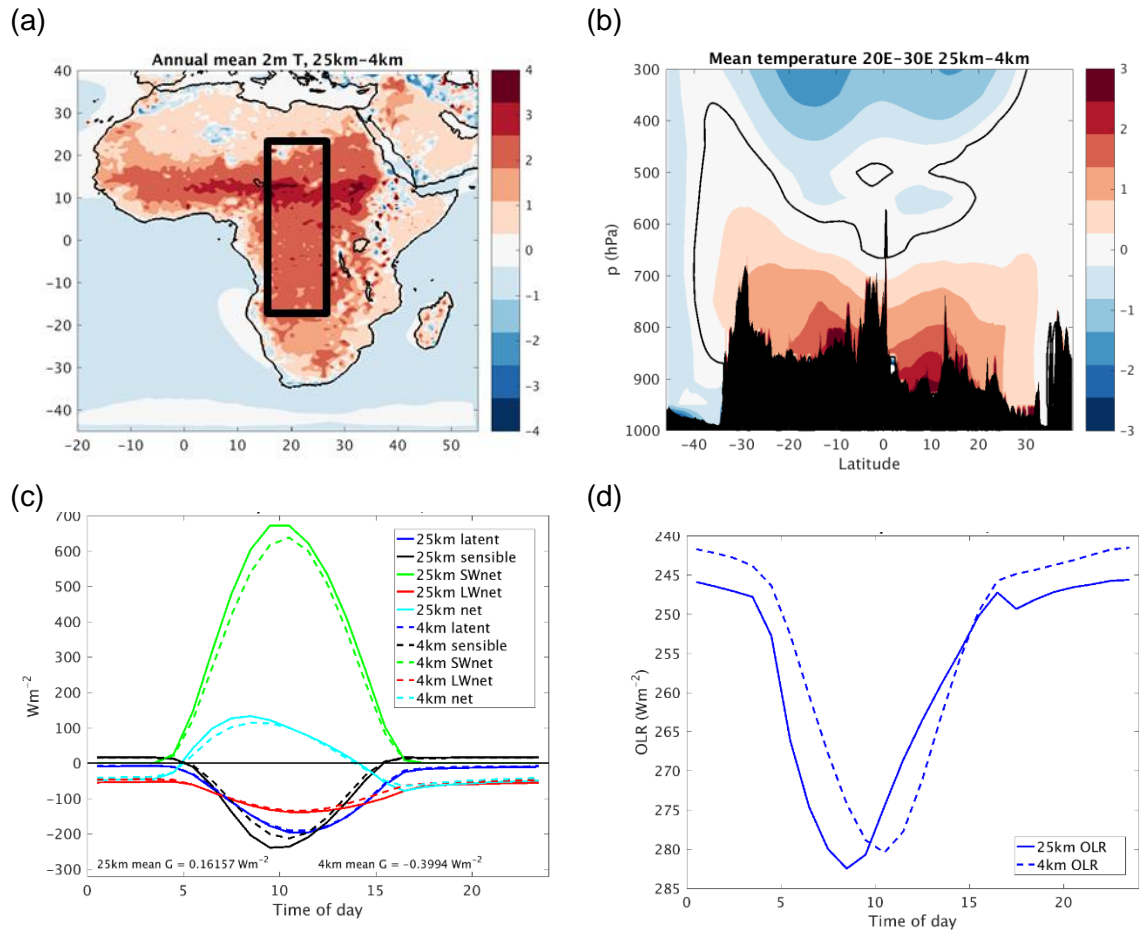 (a)
Annual mean 2m T, 25km−4km
40
30
20
10
0
−10
−20
−30
−40
−20 −10 0 10 20 30 40 50
4
3
2
1
0
−1
−2
−3
−4
(b)
Mean temperature 20E−30E 25km−4km
p (hPa)
300
400
500
600
700
800
900
1000
−40 −30 −20 −10 0 10 20 30
Latitude
3
2
1
0
−1
−2
−3
(c)
Wm−2
700
600
500
400
300
200
100
0
−100
−200
−300
25km latent
25km sensible
25km SWnet
25km LWnet
25km net
4km latent
4km sensible
4km SWnet
4km LWnet
4km net
25km mean G = 0.16157 Wm−2 4km mean G = −0.3994 Wm−2
0 5 10 15 20
Time of day
(d)
OLR (Wm−2)
240
245
250
255
260
265
270
275
280
285
25km OLR
4km OLR
0 5 10 15 20
Time of day